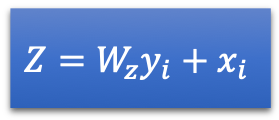 Z = W_z y_i + x_i